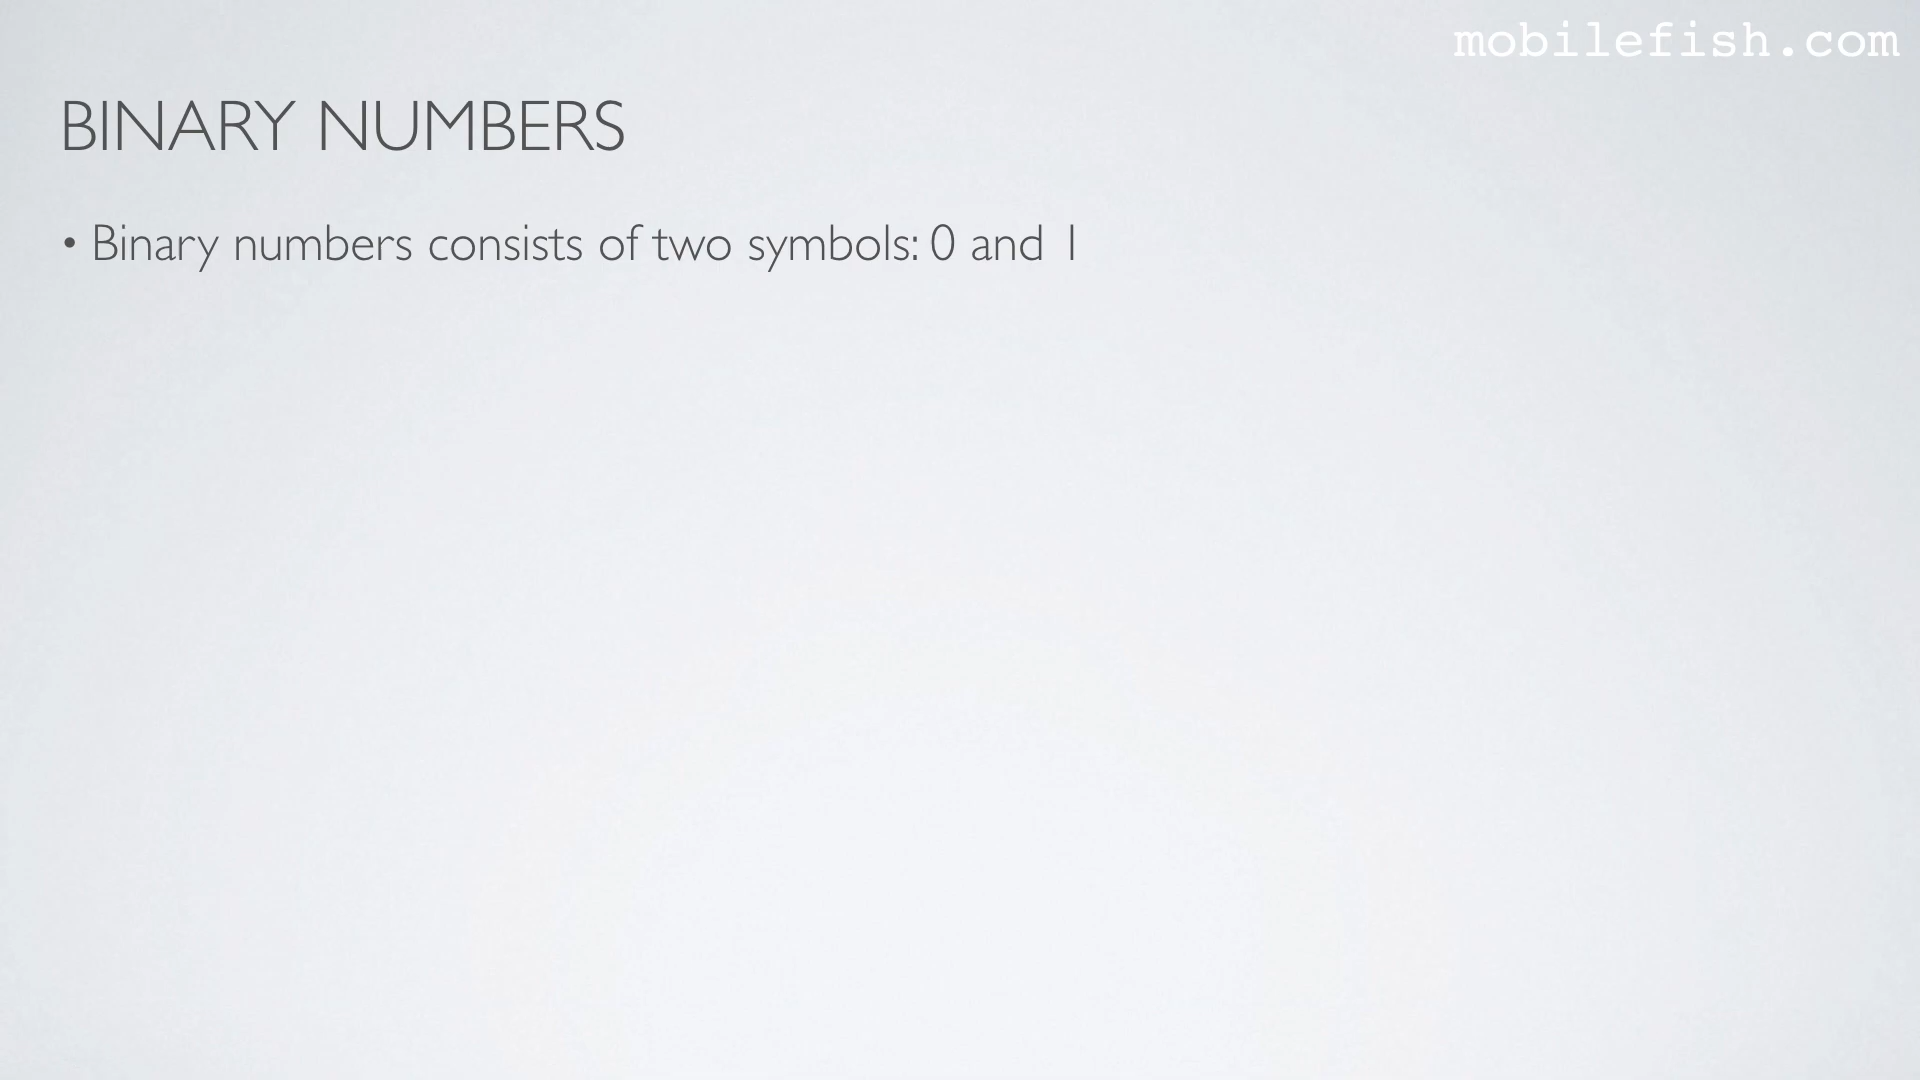 mobilefish.com
BINARY NUMBERS
• Binary numbers consists of two symbols: 0 and 1